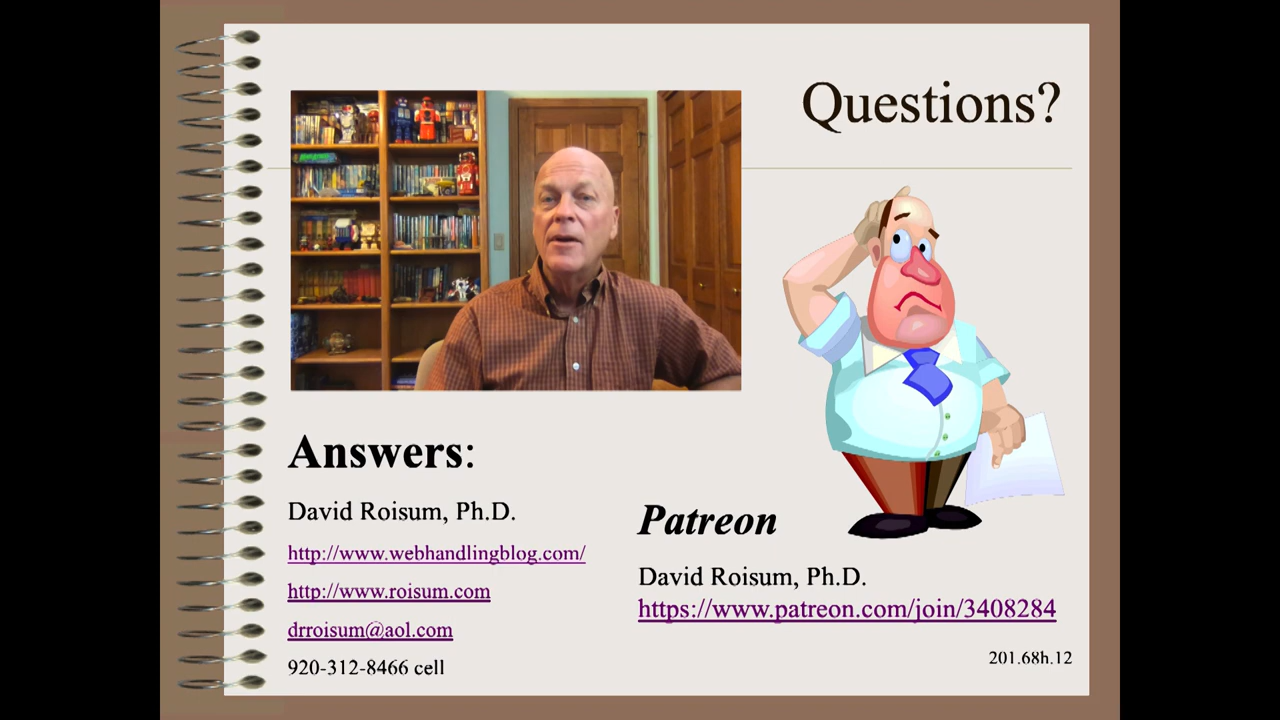 Questions?
Answers:
David Roisum, Ph.D.
http://www.webhandlingblog.com/
http://www.roisum.com
drroisum@aol.com
920-312-8466 cell
Patreon
David Roisum, Ph.D.
https://www.patreon.com/join/3408284
201.68h.12